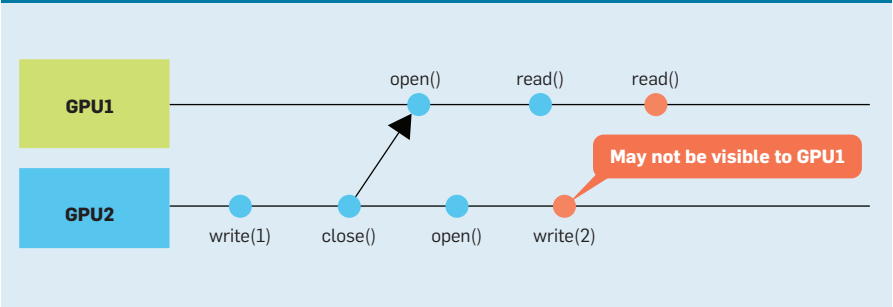 open() read() read()
GPU1
May not be visible to GPU1
GPU2
write(1) close() open() write(2)